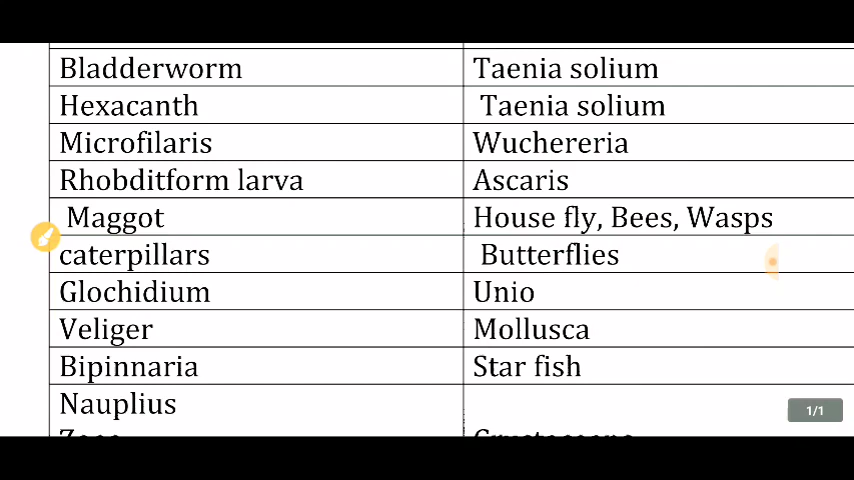 Bladderworm Taenia solium
Hexacanth Taenia solium
Microfilaris Wuchereria
Rhobditform larva Ascaris
Maggot House fly, Bees, Wasps
caterpillars Butterflies
Glochidium Unio
Veliger Mollusca
Bipinnaria Star fish
Nauplius
1/1